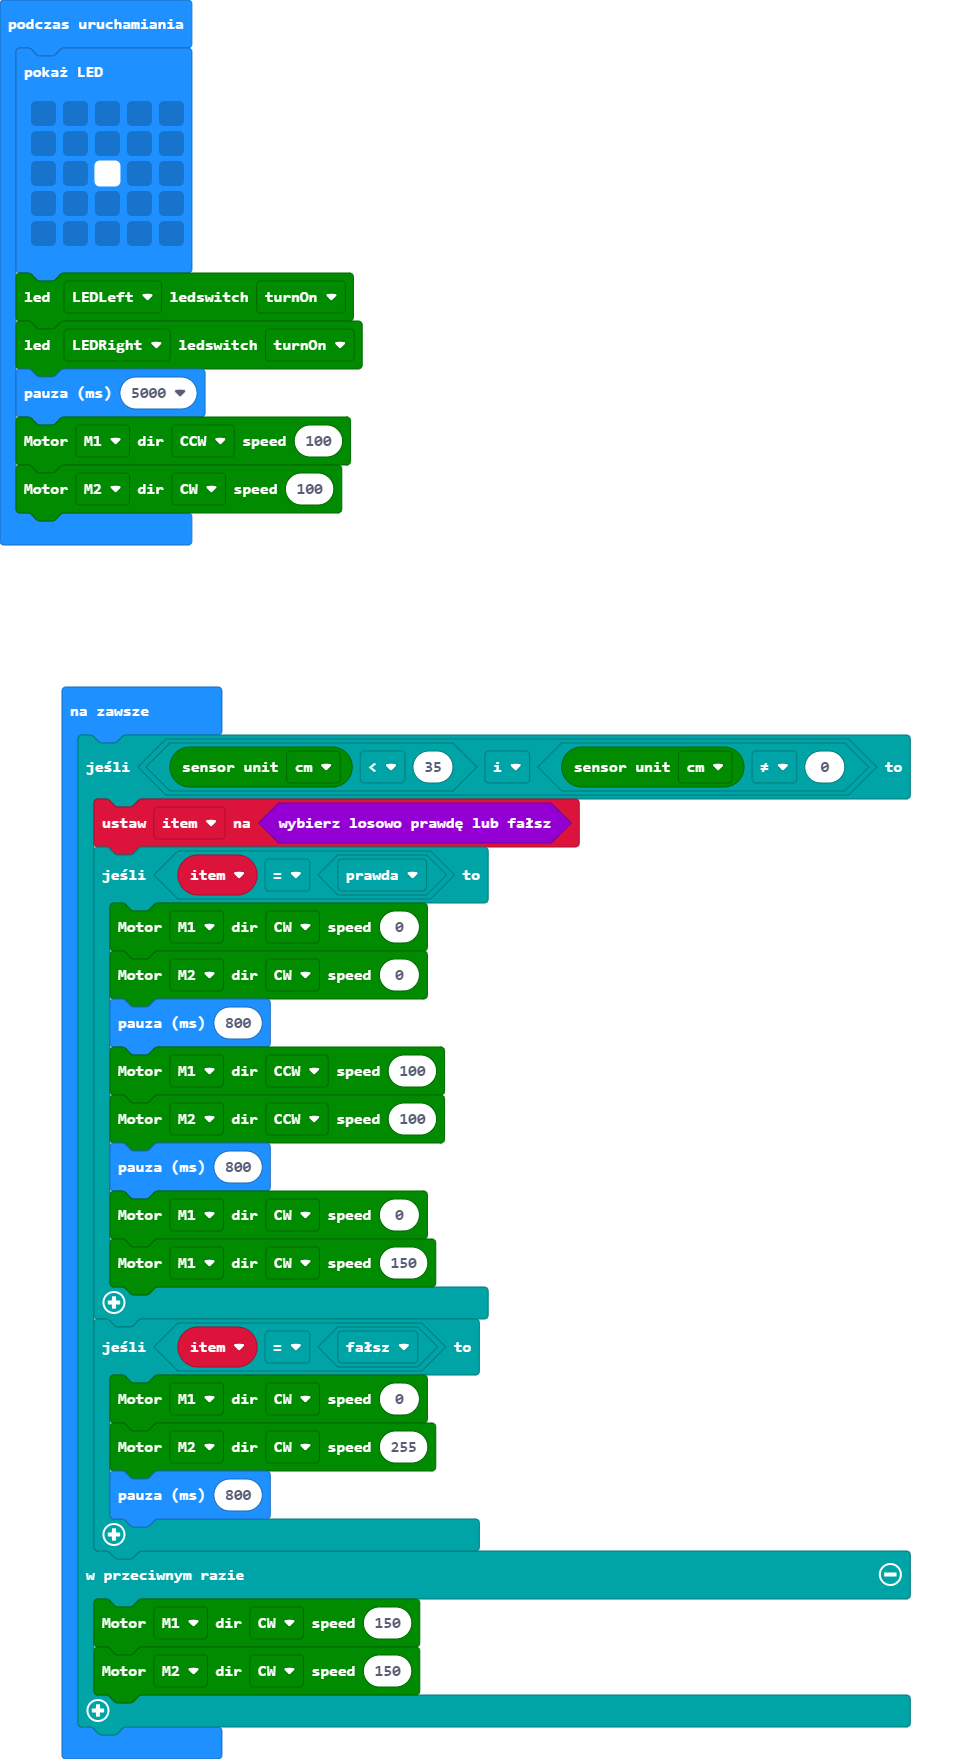 podczas uruchamiania
pokaż LED
led LEDLeft ledswitch turnOn
led LEDRight ledswitch turnOn
pauza (ms) 5000
Motor M1 dir CCW speed 100
Motor M2 dir CW speed 100
na zawsze
jeśli sensor unit cm < 35 i sensor unit cm ≠ 0 to
ustaw item na wybierz losowo prawdę lub fałsz
jeśli item = prawda to
Motor M1 dir CW speed 0
Motor M2 dir CW speed 0
pauza (ms) 800
Motor M1 dir CCW speed 100
Motor M2 dir CCW speed 100
pauza (ms) 800
Motor M1 dir CW speed 0
Motor M1 dir CW speed 150
jeśli item = fałsz to
Motor M1 dir CW speed 0
Motor M2 dir CW speed 255
pauza (ms) 800
w przeciwnym razie
Motor M1 dir CW speed 150
Motor M2 dir CW speed 150